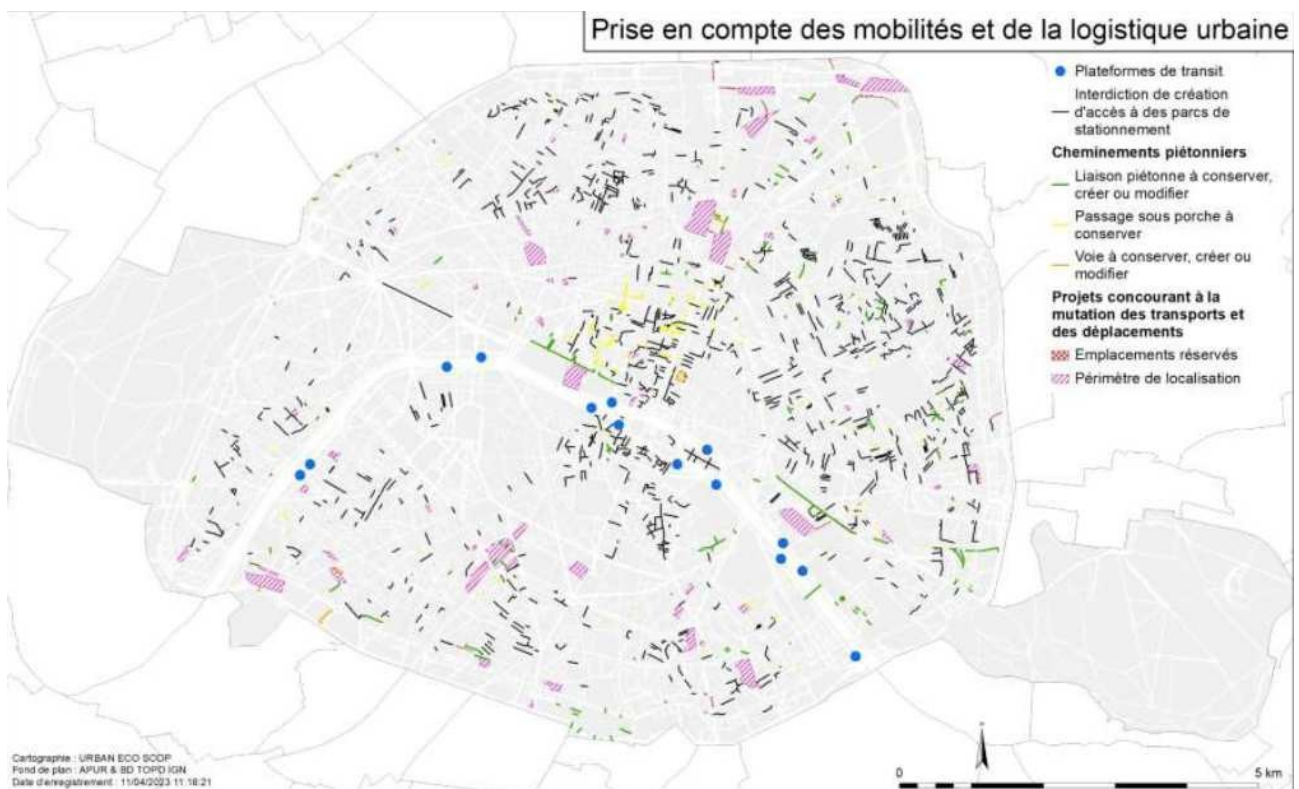 Prise en compte des mobilités et de la logistique urbaine
Plateformes de transit
Interdiction de création
d'accès à des parcs de
stationnement
Cheminements piétonniers
Liaison piétonne à conserver,
créer ou modifier
Passage sous porche à
conserver
Voie à conserver, créer ou
modifier
Projets concourant à la
mutation des transports et
des déplacements
Emplacements réservés
Périmètre de localisation
Cartographie : URBAN ECO SCOP
Fond de plan : APUR & BD TOPO IGN
Date d'enregistrement : 11/04/2023 11:18:21
0
5 km